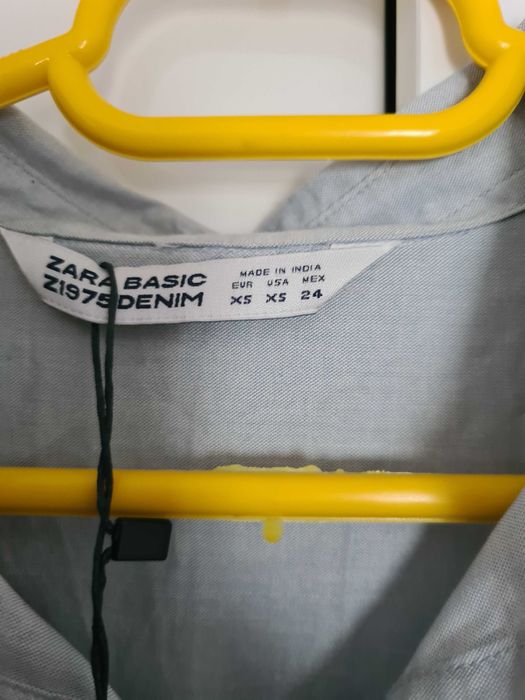 ZARA BASIC
Z1975 DENIM
MADE IN INDIA
EUR USA MEX
XS XS 24